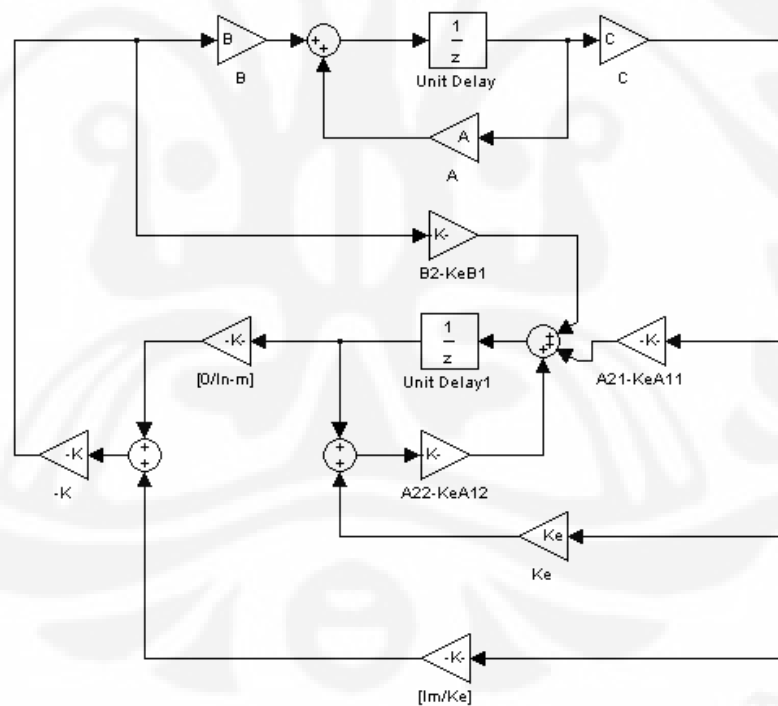 B
B
+
+
1
z
Unit Delay
C
C
A
A
K-
B2-KeB1
-K-
[0/In-m]
1
z
Unit Delay1
+
+
+
-K-
A21-KeA11
-K
-K
+
+
+
+
K-
A22-KeA12
Ke
Ke
-K-
[Im/Ke]